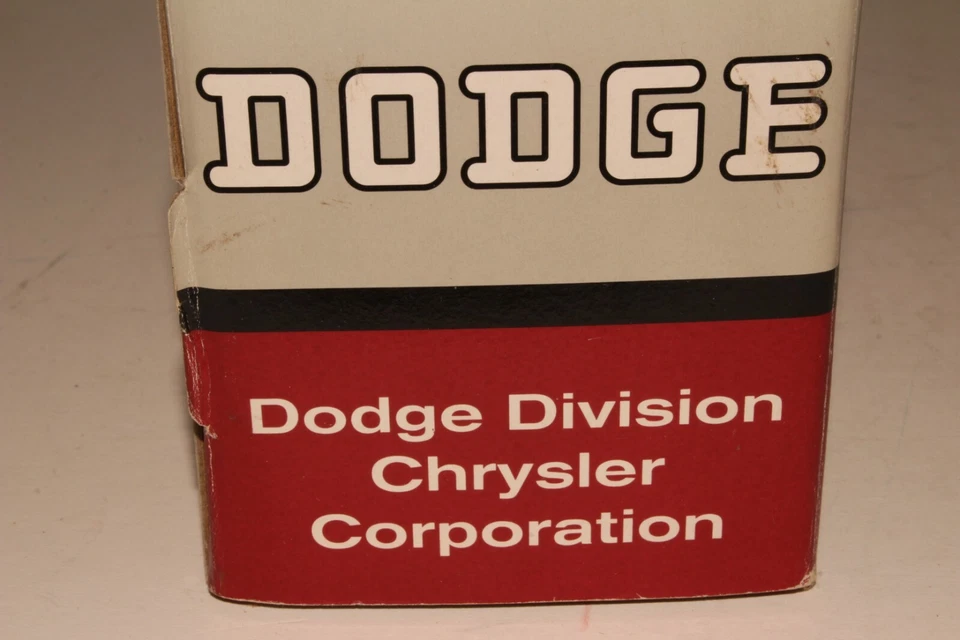 DODGE
Dodge Division
Chrysler
Corporation